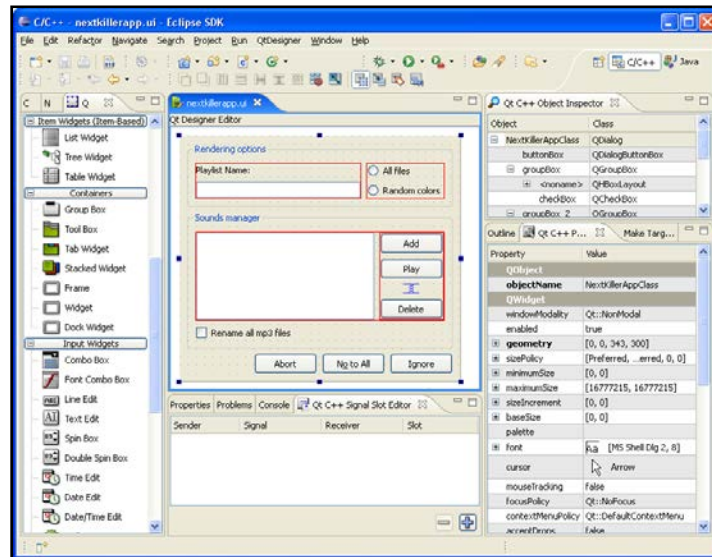 C/C++ - nextkillerapp.ui - Eclipse SDK
File Edit Refactor Navigate Search Project Run QtDesigner Window Help
C/C++ Java
C N Q
Item Widgets (Item-Based)
List Widget
Tree Widget
Table Widget
Containers
Group Box
Tool Box
Tab Widget
Stacked Widget
Frame
Widget
Dock Widget
Input Widgets
Combo Box
Font Combo Box
Line Edit
Text Edit
Spin Box
Double Spin Box
Time Edit
Date Edit
Date/Time Edit
nextkillerapp.ui
Qt Designer Editor
Rendering options
Playlist Name:
All files
Random colors
Sounds manager
Add
Play
Delete
Rename all mp3 files
Abort No to All Ignore
Properties Problems Console Qt C++ Signal Slot Editor
Sender Signal Receiver Slot
Qt C++ Object Inspector
Object Class
NextKillerAppClass QDialog
buttonBox QDialogButtonBox
groupBox QGroupBox
<noname> QHBoxLayout
checkBox QCheckBox
groupBox_2 QGroupBox
Outline Qt C++ P... Make Targ...
Property Value
QObject
objectName NextKillerAppClass
QWidget
windowModality Qt::NonModal
enabled true
geometry [0, 0, 343, 300]
sizePolicy [Preferred, ...erred, 0, 0]
minimumSize [0, 0]
maximumSize [16777215, 16777215]
sizeIncrement [0, 0]
baseSize [0, 0]
palette
font [MS Shell Dlg 2, 8]
cursor Arrow
mouseTracking false
focusPolicy Qt::NoFocus
contextMenuPolicy Qt::DefaultContextMenu
acceptDrops false